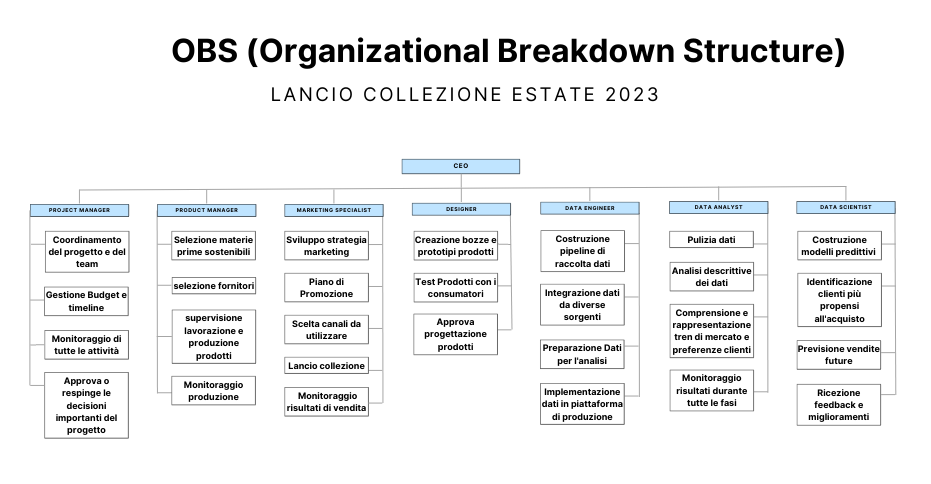 OBS (Organizational Breakdown Structure)
LANCIO COLLEZIONE ESTATE 2023
CEO
PROJECT MANAGER
Coordinamento
del progetto e del
team
Gestione Budget e
timeline
Monitoraggio di
tutte le attività
Approva o
respinge le
decisioni
importanti del
progetto
PRODUCT MANAGER
Selezione materie
prime sostenibili
selezione fornitori
supervisione
lavorazione e
produzione
prodotti
Monitoraggio
produzione
MARKETING SPECIALIST
Sviluppo strategia
marketing
Piano di
Promozione
Scelta canali da
utilizzare
Lancio collezione
Monitoraggio
risultati di vendita
DESIGNER
Creazione bozze e
prototipi prodotti
Test Prodotti con i
consumatori
Approva
progettazione
prodotti
DATA ENGINEER
Costruzione
pipeline di
raccolta dati
Integrazione dati
da diverse
sorgenti
Preparazione Dati
per l'analisi
Implementazione
dati in piattaforma
di produzione
DATA ANALYST
Pulizia dati
Analisi descrittive
dei dati
Comprensione e
rappresentazione
tren di mercato e
preferenze clienti
Monitoraggio
risultati durante
tutte le fasi
DATA SCIENTIST
Costruzione
modelli predittivi
Identificazione
clienti più
propensi
all'acquisto
Previsione vendite
future
Ricezione
feedback e
miglioramenti